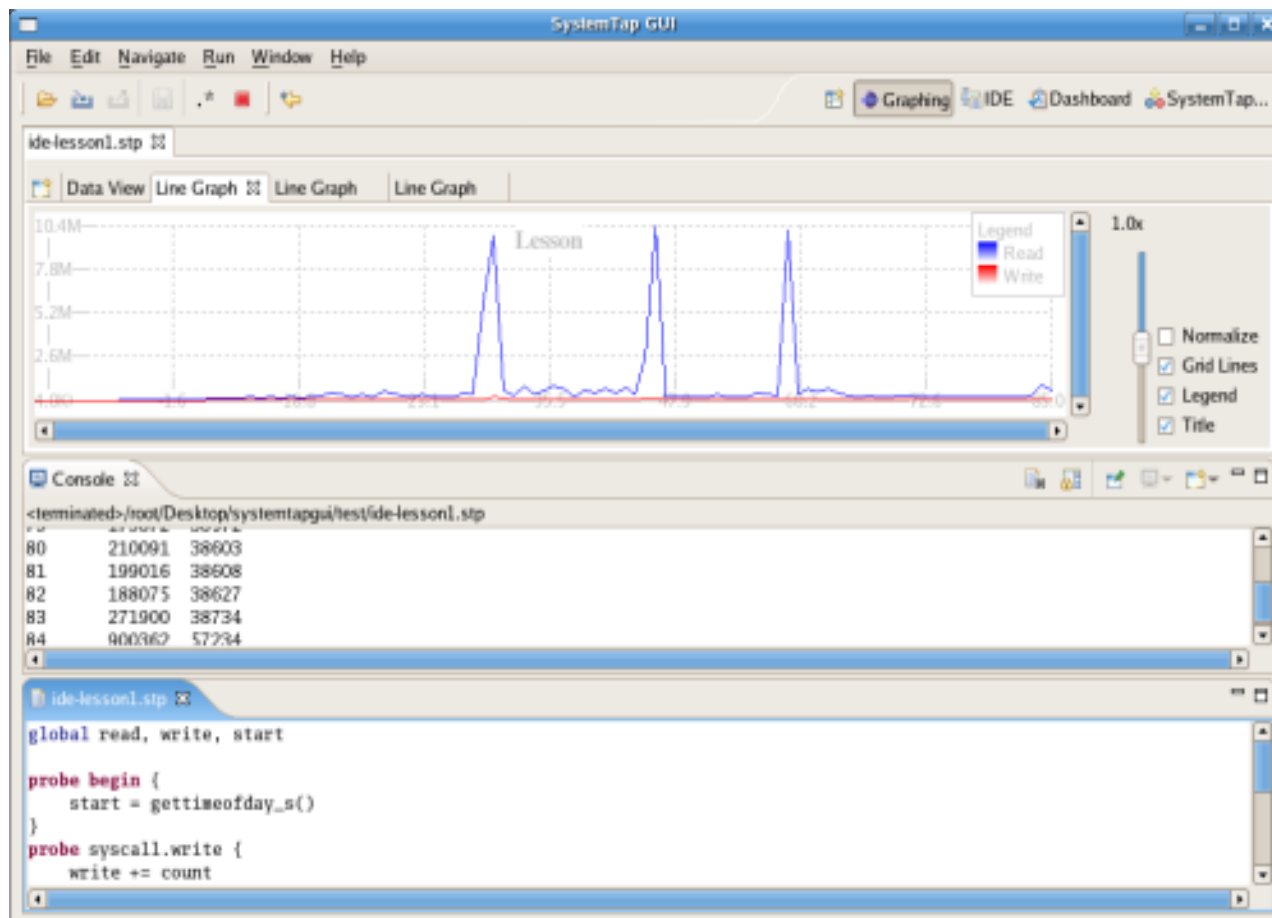 SystemTap GUI
File Edit Navigate Run Window Help
Graphing IDE Dashboard SystemTap...
ide-lesson1.stp
Data View Line Graph Line Graph Line Graph
Lesson
10.4M
7.8M
5.2M
2.6M
Legend
Read
Write
1.0x
Normalize
Grid Lines
Legend
Title
Console
<terminated>/root/Desktop/systemtapgui/test/ide-lesson1.stp
80 210091 38603
81 199016 38608
82 188075 38627
83 271900 38734
84 900362 57234
ide-lesson1.stp
global read, write, start
probe begin {
start = gettimeofday_s()
}
probe syscall.write {
write += count